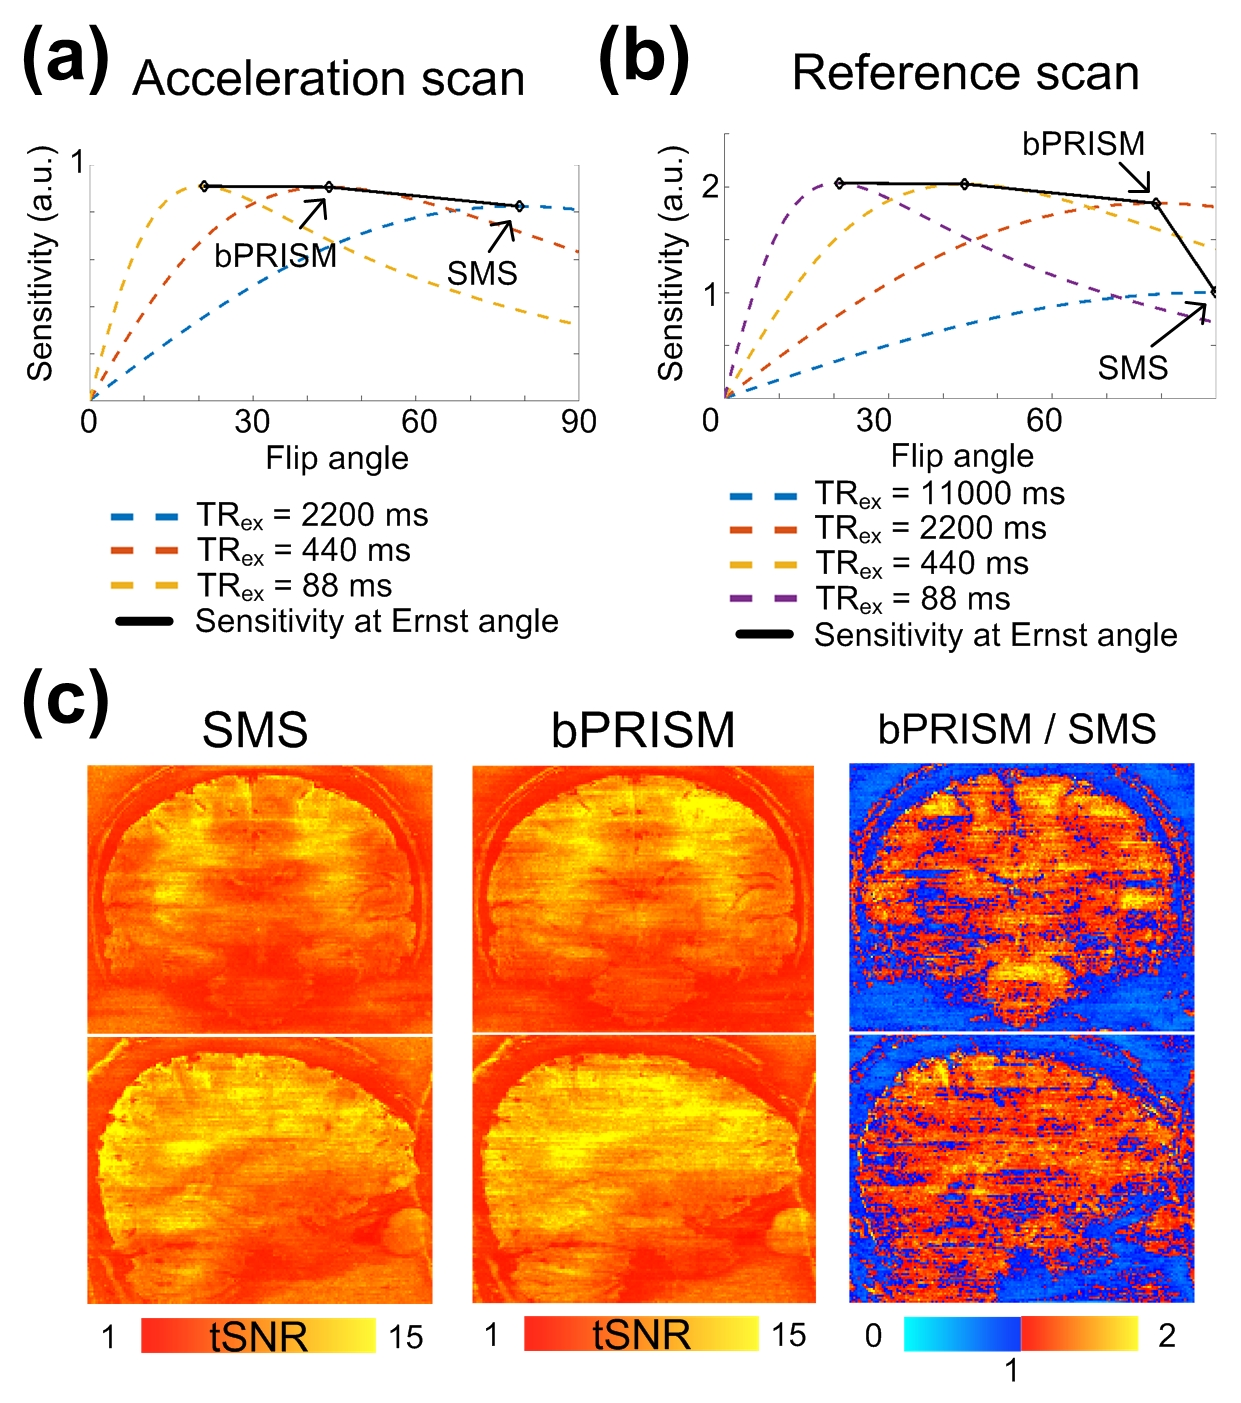 (a) Acceleration scan
Sensitivity (a.u.)
1
bPRISM
SMS
0 30 60 90
Flip angle
TRex = 2200 ms
TRex = 440 ms
TRex = 88 ms
Sensitivity at Ernst angle
(b) Reference scan
Sensitivity (a.u.)
bPRISM
2
1
SMS
0 30 60
Flip angle
TRex = 11000 ms
TRex = 2200 ms
TRex = 440 ms
TRex = 88 ms
Sensitivity at Ernst angle
(c)
SMS bPRISM bPRISM / SMS
1 tSNR 15 1 tSNR 15 0 2
1